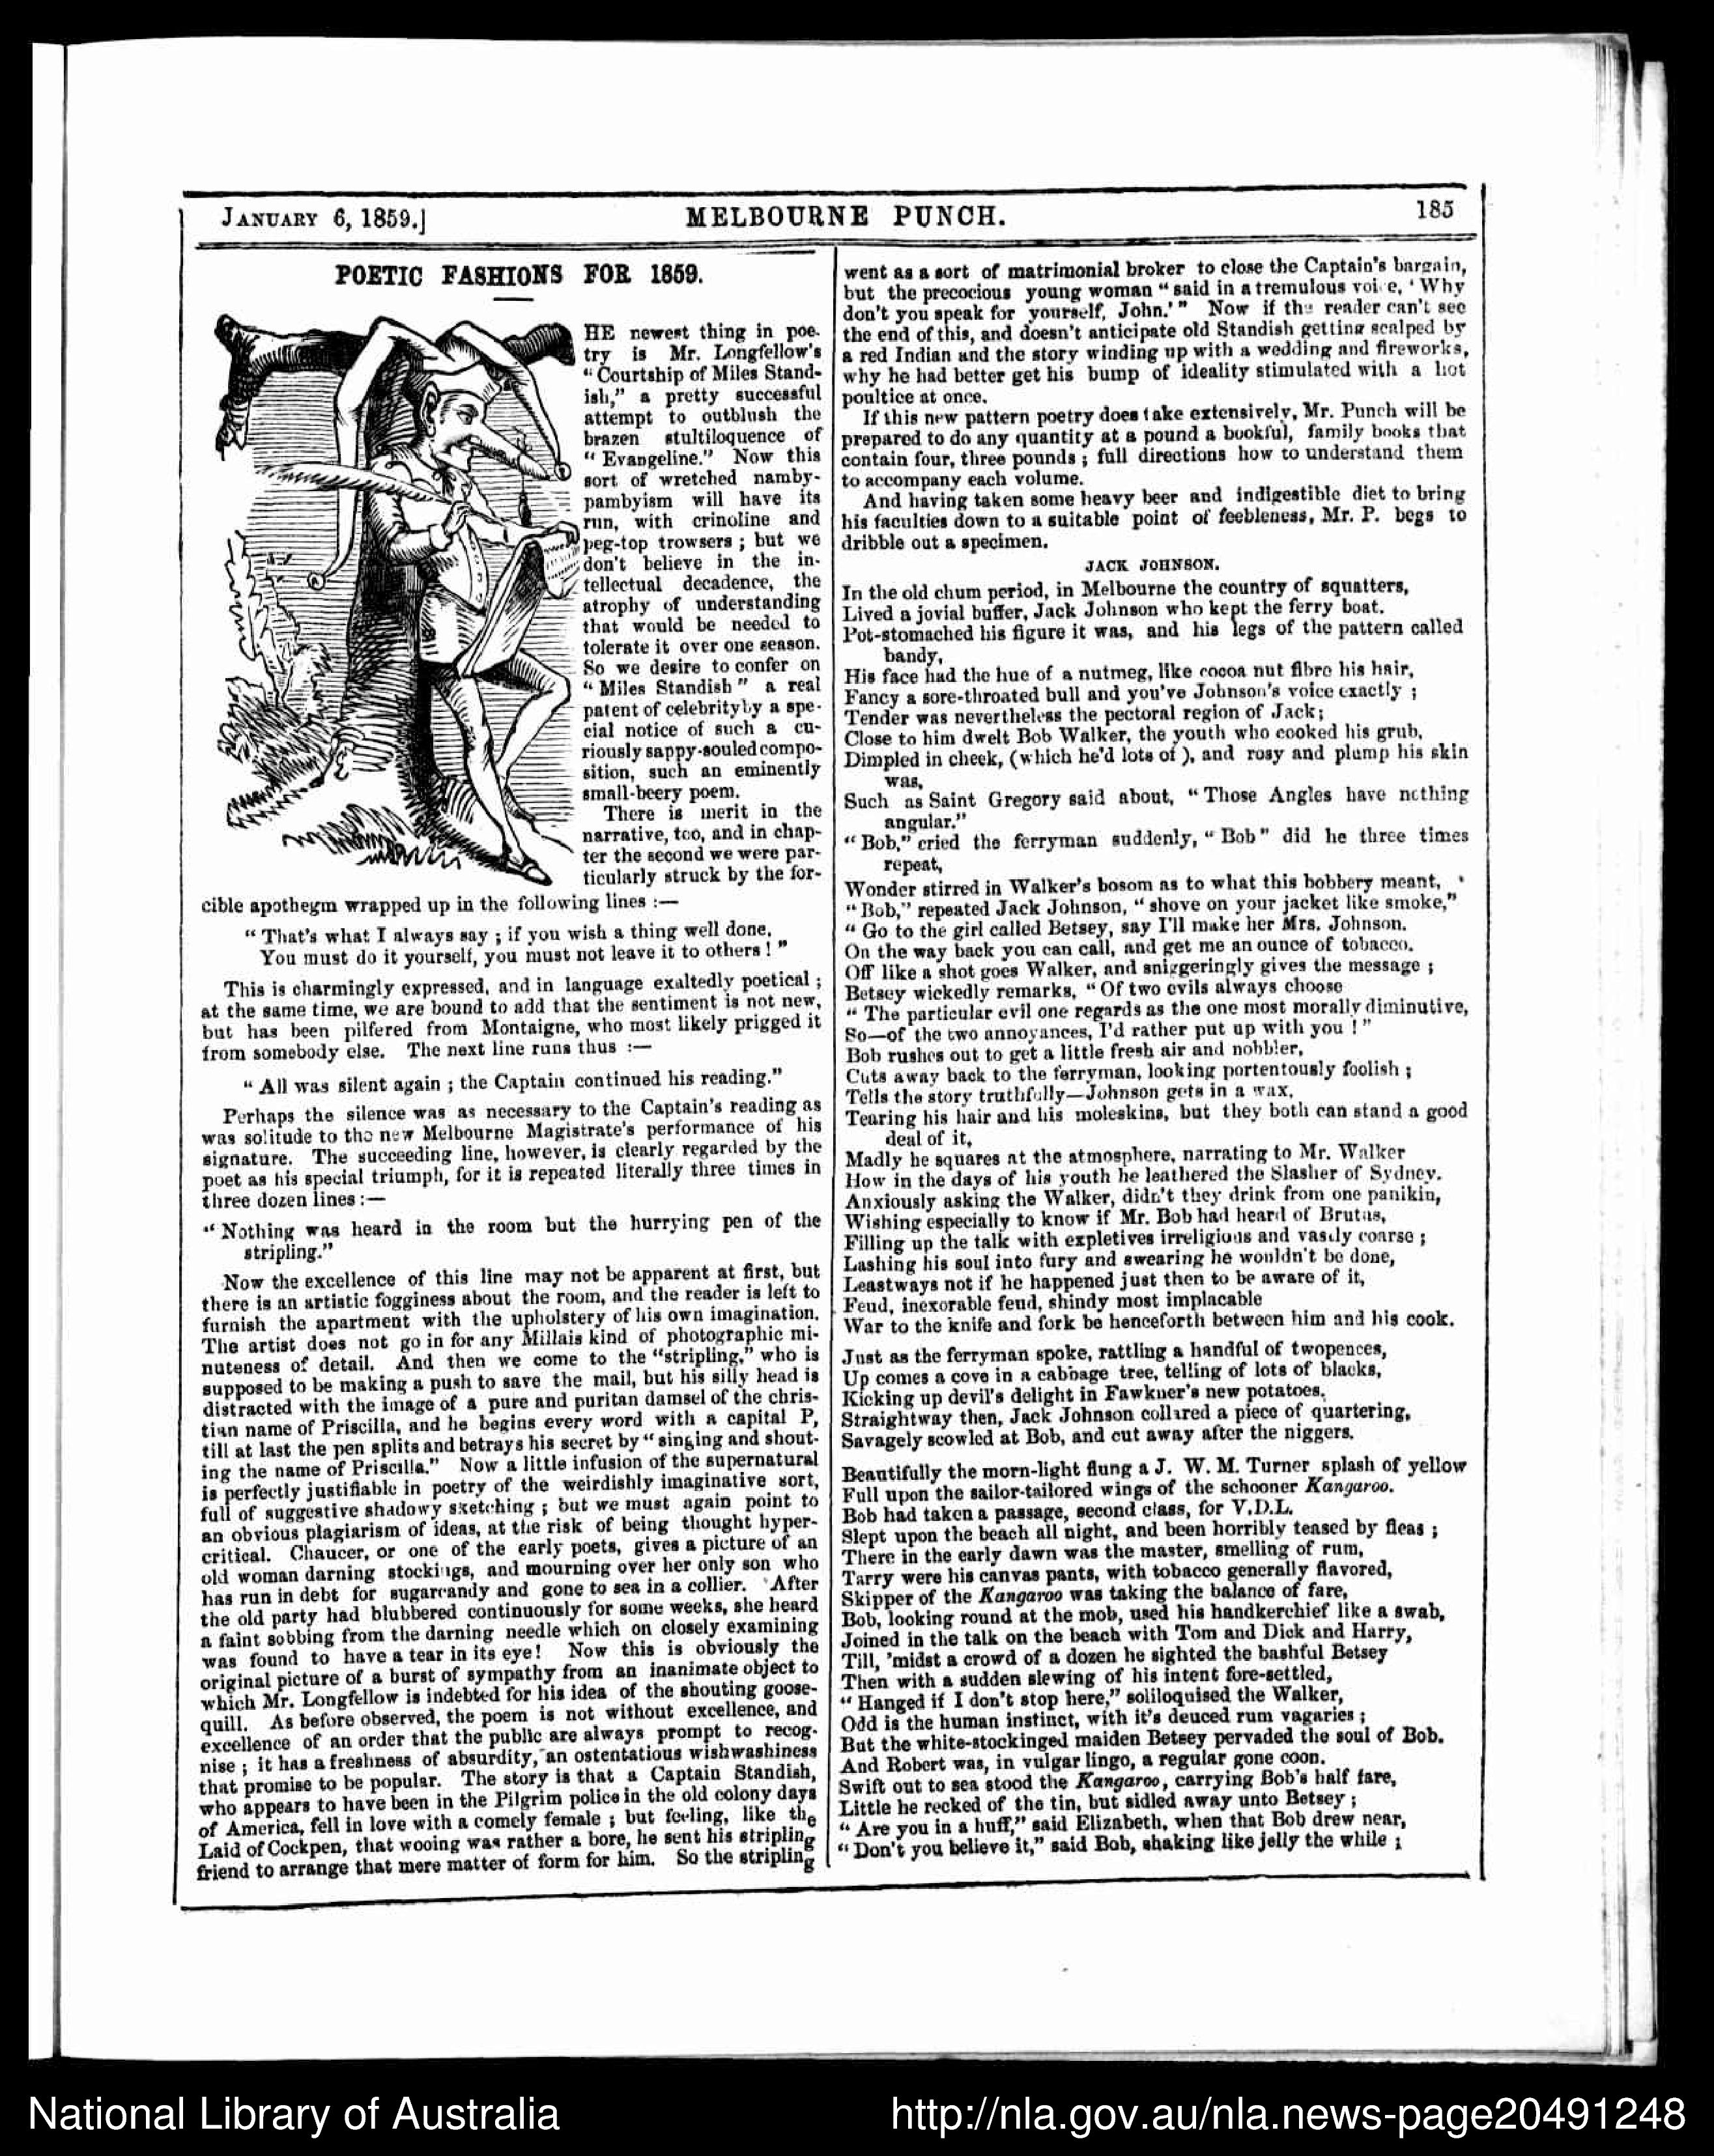 JANUARY 6, 1859.]
MELBOURNE PUNCH.
185
POETIC FASHIONS FOR 1859.
HE newest thing in poe-
try is Mr. Longfellow's
"Courtship of Miles Stand-
ish," a pretty successful
attempt to outblush the
brazen stultiloquence of
"Evangeline." Now this
sort of wretched namby-
pambyism will have its
run, with crinoline and
peg-top trowsers ; but we
don't believe in the in-
tellectual decadence, the
atrophy of understanding
that would be needed to
tolerate it over one season.
So we desire to confer on
"Miles Standish" a real
patent of celebrity by a spe-
cial notice of such a cu-
riously sappy-souled compo-
sition, such an eminently
small-beery poem.
There is merit in the
narrative, too, and in chap-
ter the second we were par-
ticularly struck by the for-
cible apothegm wrapped up in the following lines :—
"That's what I always say ; if you wish a thing well done,
You must do it yourself, you must not leave it to others ! "
This is charmingly expressed, and in language exaltedly poetical ;
at the same time, we are bound to add that the sentiment is not new,
but has been pilfered from Montaigne, who most likely prigged it
from somebody else. The next line runs thus :—
"All was silent again ; the Captain continued his reading."
Perhaps the silence was as necessary to the Captain's reading as
was solitude to the new Melbourne Magistrate's performance of his
signature. The succeeding line, however, is clearly regarded by the
poet as his special triumph, for it is repeated literally three times in
three dozen lines :—
"Nothing was heard in the room but the hurrying pen of the
stripling."
Now the excellence of this line may not be apparent at first, but
there is an artistic fogginess about the room, and the reader is left to
furnish the apartment with the upholstery of his own imagination.
The artist does not go in for any Millais kind of photographic mi-
nuteness of detail. And then we come to the "stripling," who is
supposed to be making a push to save the mail, but his silly head is
distracted with the image of a pure and puritan damsel of the chris-
tian name of Priscilla, and he begins every word with a capital P,
till at last the pen splits and betrays his secret by "singing and shout-
ing the name of Priscilla." Now a little infusion of the supernatural
is perfectly justifiable in poetry of the weirdishly imaginative sort,
full of suggestive shadowy sketching ; but we must again point to
an obvious plagiarism of ideas, at the risk of being thought hyper-
critical. Chaucer, or one of the early poets, gives a picture of an
old woman darning stockings, and mourning over her only son who
has run in debt for sugarcandy and gone to sea in a collier. After
the old party had blubbered continuously for some weeks, she heard
a faint sobbing from the darning needle which on closely examining
was found to have a tear in its eye! Now this is obviously the
original picture of a burst of sympathy from an inanimate object to
which Mr. Longfellow is indebted for his idea of the shouting goose-
quill. As before observed, the poem is not without excellence, and
excellence of an order that the public are always prompt to recog-
nise ; it has a freshness of absurdity, an ostentatious wishwashiness
that promise to be popular. The story is that a Captain Standish,
who appears to have been in the Pilgrim police in the old colony days
of America, fell in love with a comely female ; but feeling, like the
Laid of Cockpen, that wooing was rather a bore, he sent his stripling
friend to arrange that mere matter of form for him. So the stripling
went as a sort of matrimonial broker to close the Captain's bargain,
but the precocious young woman "said in a tremulous voice, 'Why
don't you speak for yourself, John.'" Now if the reader can't see
the end of this, and doesn't anticipate old Standish getting scalped by
a red Indian and the story winding up with a wedding and fireworks,
why he had better get his bump of ideality stimulated with a hot
poultice at once.
If this new pattern poetry does take extensively, Mr. Punch will be
prepared to do any quantity at a pound a bookful, family books that
contain four, three pounds ; full directions how to understand them
to accompany each volume.
And having taken some heavy beer and indigestible diet to bring
his faculties down to a suitable point of feebleness, Mr. P. begs to
dribble out a specimen.
JACK JOHNSON.
In the old chum period, in Melbourne the country of squatters,
Lived a jovial buffer, Jack Johnson who kept the ferry boat.
Pot-stomached his figure it was, and his legs of the pattern called
bandy,
His face had the hue of a nutmeg, like cocoa nut fibre his hair,
Fancy a sore-throated bull and you've Johnson's voice exactly ;
Tender was nevertheless the pectoral region of Jack;
Close to him dwelt Bob Walker, the youth who cooked his grub,
Dimpled in cheek, (which he'd lots of ), and rosy and plump his skin
was,
Such as Saint Gregory said about, "Those Angles have nothing
angular."
"Bob," cried the ferryman suddenly, "Bob" did he three times
repeat,
Wonder stirred in Walker's bosom as to what this bobbery meant,
"Bob," repeated Jack Johnson, "shove on your jacket like smoke,"
"Go to the girl called Betsey, say I'll make her Mrs. Johnson.
On the way back you can call, and get me an ounce of tobacco.
Off like a shot goes Walker, and sniggeringly gives the message ;
Betsey wickedly remarks, "Of two evils always choose
"The particular evil one regards as the one most morally diminutive,
So—of the two annoyances, I'd rather put up with you ! "
Bob rushes out to get a little fresh air and nobbler,
Cuts away back to the ferryman, looking portentously foolish ;
Tells the story truthfully—Johnson gets in a wax,
Tearing his hair and his moleskins, but they both can stand a good
deal of it,
Madly he squares at the atmosphere, narrating to Mr. Walker
How in the days of his youth he leathered the Slasher of Sydney.
Anxiously asking the Walker, didn't they drink from one panikin,
Wishing especially to know if Mr. Bob had heard of Brutus,
Filling up the talk with expletives irreligious and vastly coarse ;
Lashing his soul into fury and swearing he wouldn't be done,
Leastways not if he happened just then to be aware of it,
Feud, inexorable feud, shindy most implacable
War to the knife and fork be henceforth between him and his cook.
Just as the ferryman spoke, rattling a handful of twopences,
Up comes a cove in a cabbage tree, telling of lots of blacks,
Kicking up devil's delight in Fawkner's new potatoes,
Straightway then, Jack Johnson collared a piece of quartering,
Savagely scowled at Bob, and cut away after the niggers.
Beautifully the morn-light flung a J. W. M. Turner splash of yellow
Full upon the sailor-tailored wings of the schooner Kangaroo.
Bob had taken a passage, second class, for V.D.L.
Slept upon the beach all night, and been horribly teased by fleas ;
There in the early dawn was the master, smelling of rum,
Tarry were his canvas pants, with tobacco generally flavored,
Skipper of the Kangaroo was taking the balance of fare,
Bob, looking round at the mob, used his handkerchief like a swab,
Joined in the talk on the beach with Tom and Dick and Harry,
Till, 'midst a crowd of a dozen he sighted the bashful Betsey
Then with a sudden slewing of his intent fore-settled,
"Hanged if I don't stop here," soliloquised the Walker,
Odd is the human instinct, with it's deuced rum vagaries ;
But the white-stockinged maiden Betsey pervaded the soul of Bob.
And Robert was, in vulgar lingo, a regular gone coon.
Swift out to sea stood the Kangaroo, carrying Bob's half fare,
Little he recked of the tin, but sidled away unto Betsey ;
"Are you in a huff," said Elizabeth, when that Bob drew near,
"Don't you believe it," said Bob, shaking like jelly the while ;
National Library of Australia
http://nla.gov.au/nla.news-page20491248